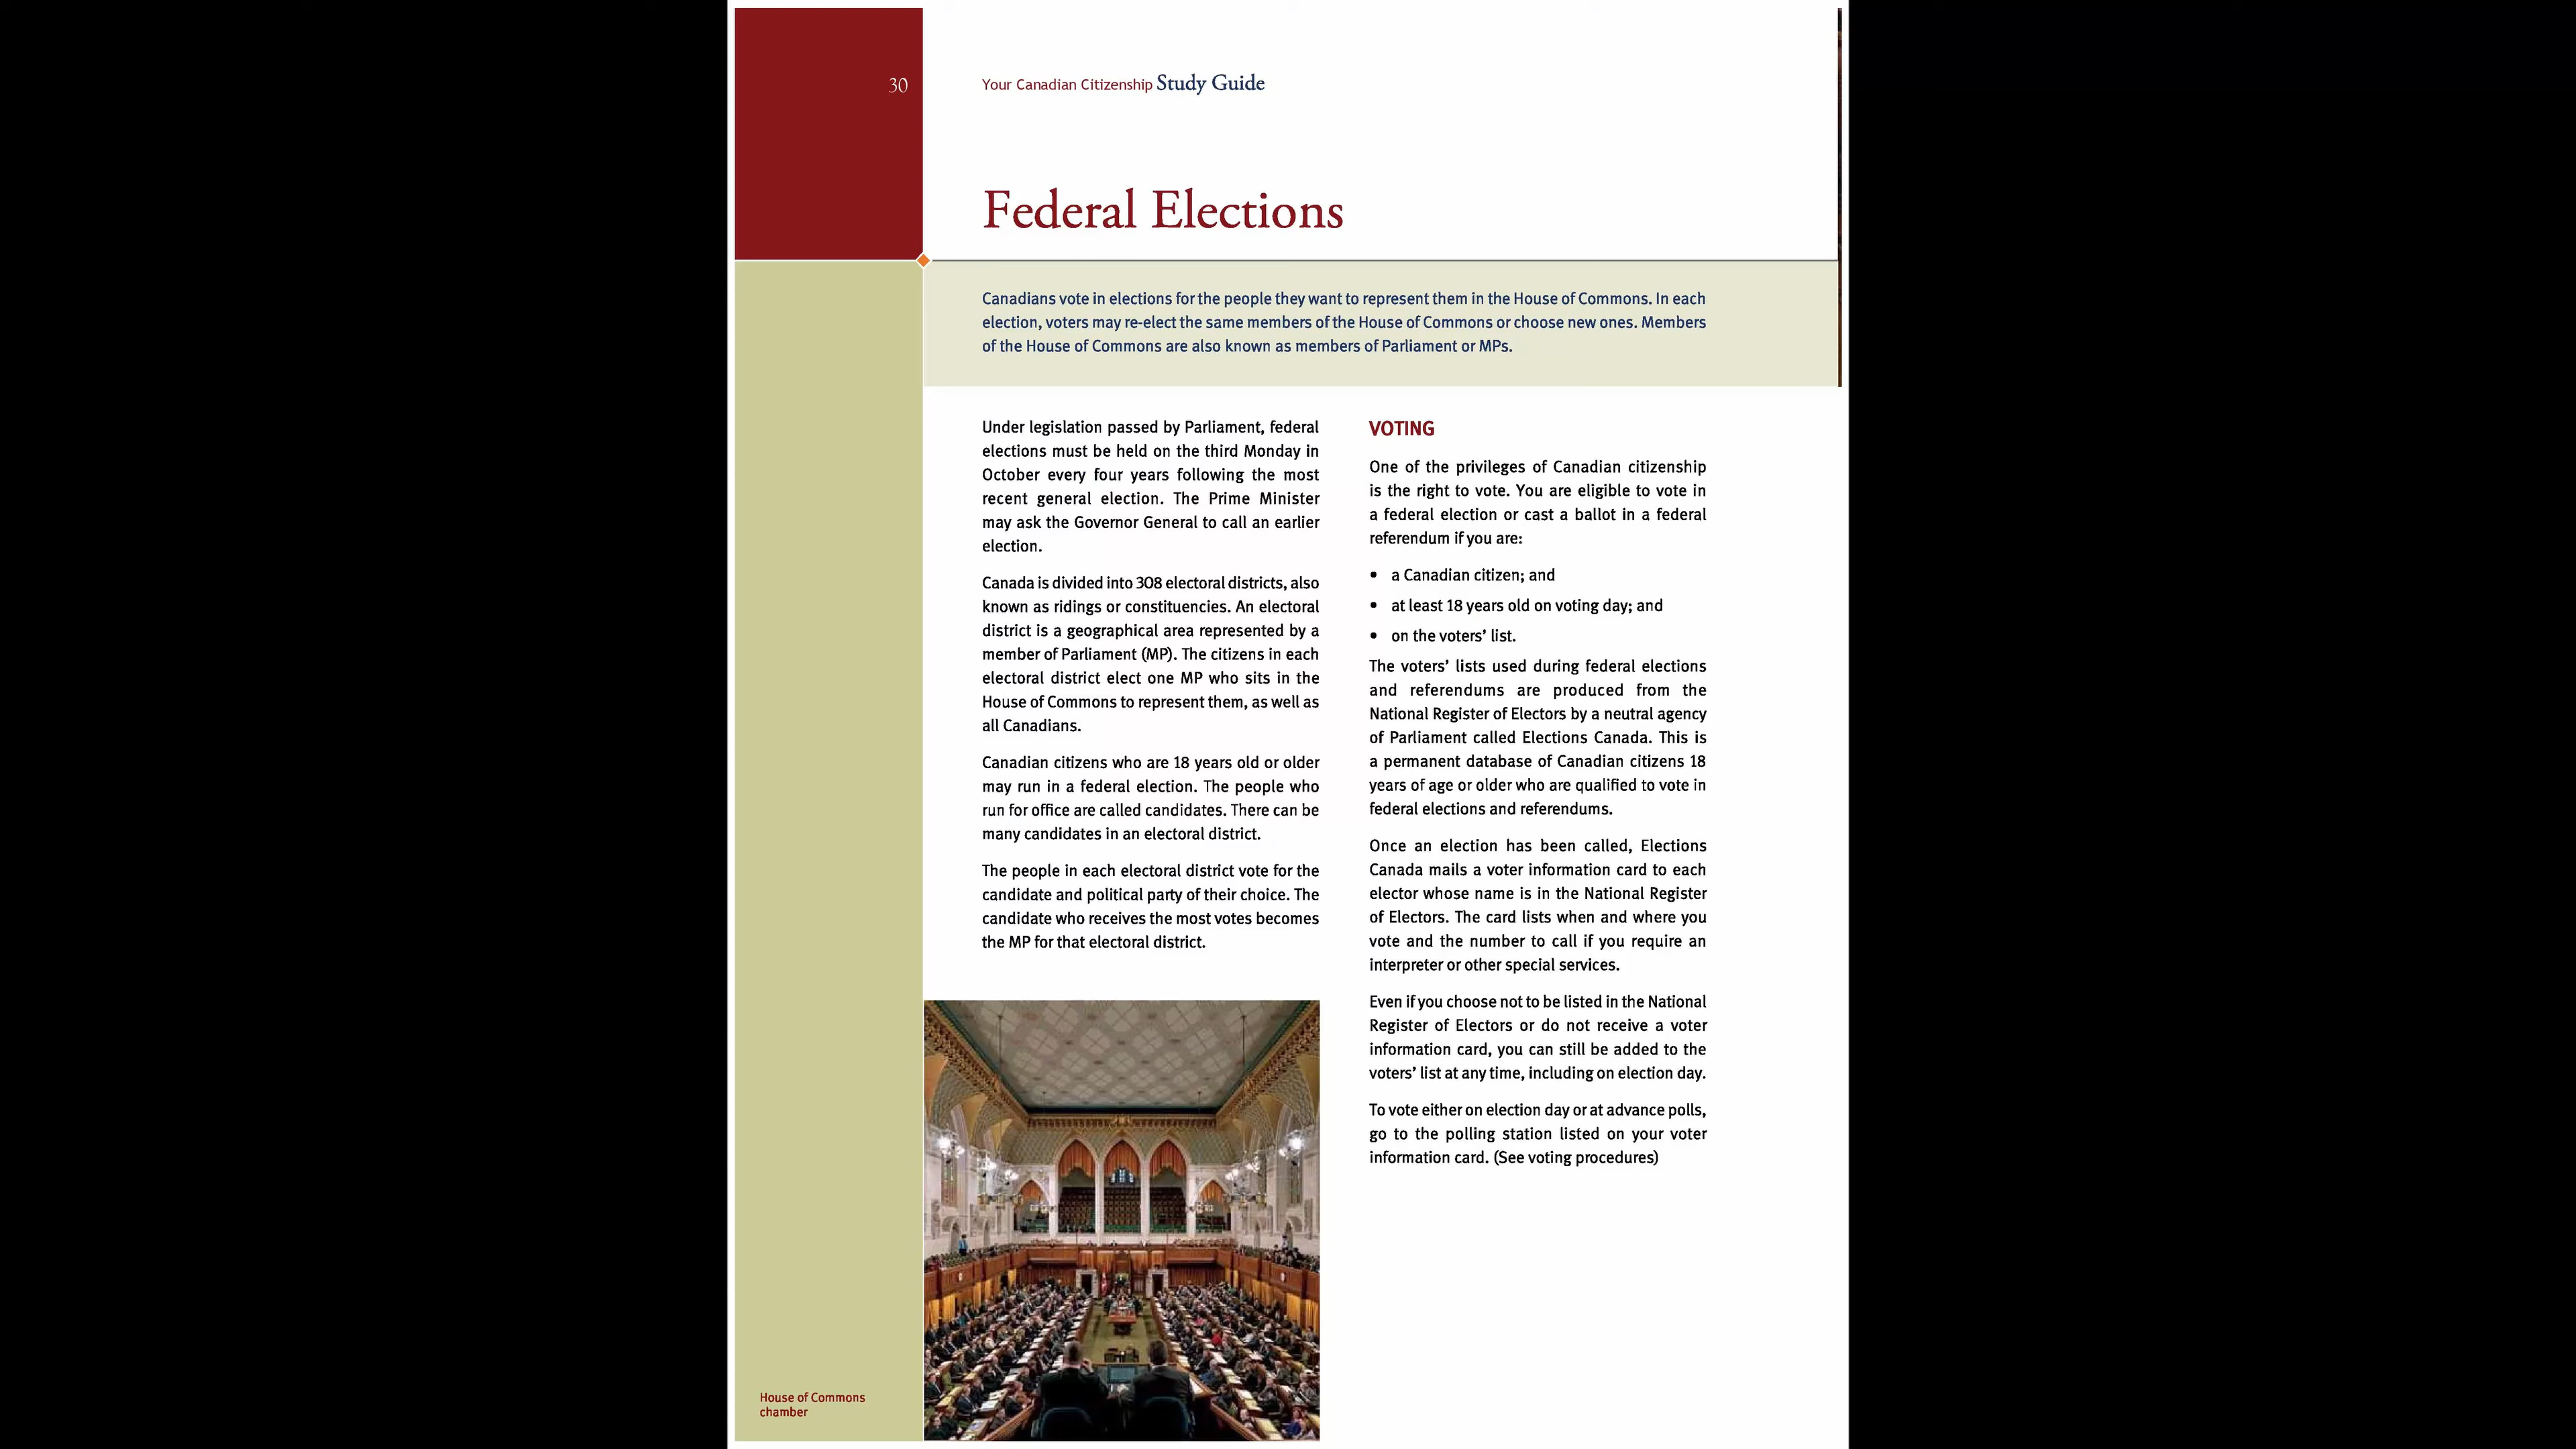 30
Your Canadian Citizenship Study Guide
Federal Elections
Canadians vote in elections for the people they want to represent them in the House of Commons. In each
election, voters may re-elect the same members of the House of Commons or choose new ones. Members
of the House of Commons are also known as members of Parliament or MPs.
Under legislation passed by Parliament, federal
elections must be held on the third Monday in
October every four years following the most
recent general election. The Prime Minister
may ask the Governor General to call an earlier
election.
Canada is divided into 308 electoral districts, also
known as ridings or constituencies. An electoral
district is a geographical area represented by a
member of Parliament (MP). The citizens in each
electoral district elect one MP who sits in the
House of Commons to represent them, as well as
all Canadians.
Canadian citizens who are 18 years old or older
may run in a federal election. The people who
run for office are called candidates. There can be
many candidates in an electoral district.
The people in each electoral district vote for the
candidate and political party of their choice. The
candidate who receives the most votes becomes
the MP for that electoral district.
VOTING
One of the privileges of Canadian citizenship
is the right to vote. You are eligible to vote in
a federal election or cast a ballot in a federal
referendum if you are:
• a Canadian citizen; and
• at least 18 years old on voting day; and
• on the voters’ list.
The voters’ lists used during federal elections
and referendums are produced from the
National Register of Electors by a neutral agency
of Parliament called Elections Canada. This is
a permanent database of Canadian citizens 18
years of age or older who are qualified to vote in
federal elections and referendums.
Once an election has been called, Elections
Canada mails a voter information card to each
elector whose name is in the National Register
of Electors. The card lists when and where you
vote and the number to call if you require an
interpreter or other special services.
Even if you choose not to be listed in the National
Register of Electors or do not receive a voter
information card, you can still be added to the
voters’ list at any time, including on election day.
To vote either on election day or at advance polls,
go to the polling station listed on your voter
information card. (See voting procedures)
House of Commons
chamber